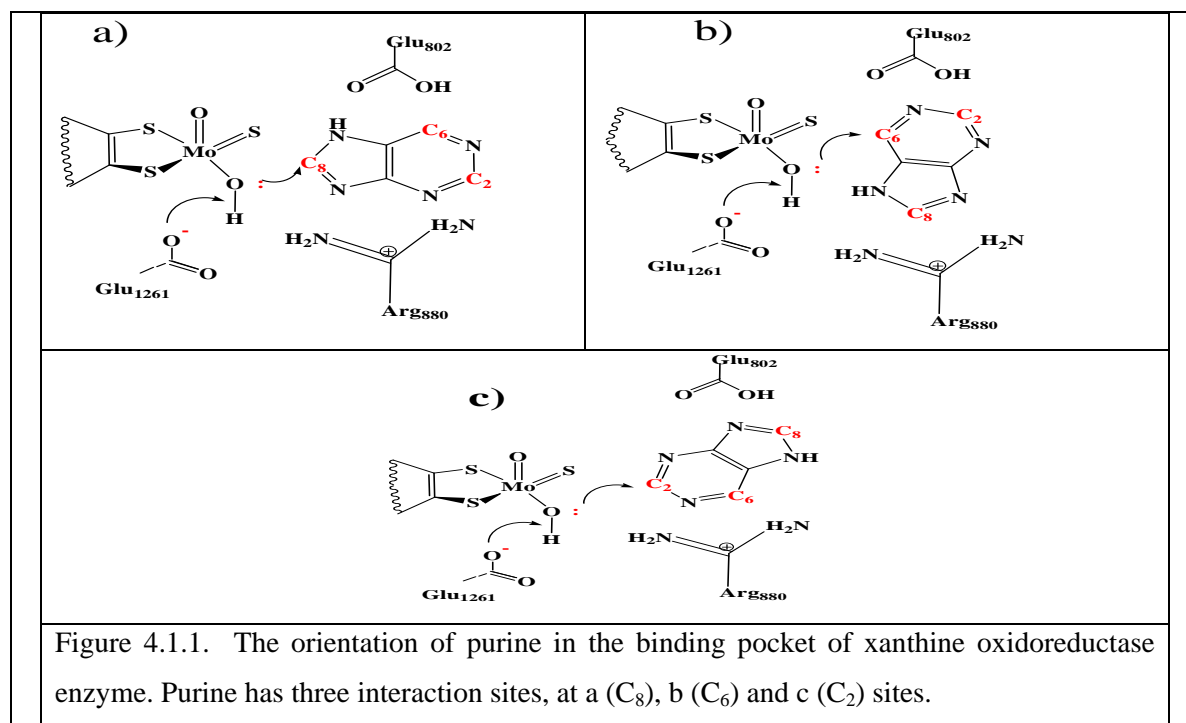 a)
Glu802
O
OH
O
S
S
Mo
S
O
:
H
O-
O
Glu1261
H
N
C6
N
C8
C2
N
N
H2N
H2N
⊕
Arg880
b)
Glu802
O
OH
O
S
S
Mo
S
O
:
H
O-
O
Glu1261
N
C2
C6
N
HN
N
C8
H2N
H2N
⊕
Arg880
c)
Glu802
O
OH
O
S
S
Mo
S
O
:
H
O-
O
Glu1261
N
C8
N
NH
C2
N
C6
H2N
H2N
⊕
Arg880
Figure 4.1.1. The orientation of purine in the binding pocket of xanthine oxidoreductase
enzyme. Purine has three interaction sites, at a (C8), b (C6) and c (C2) sites.